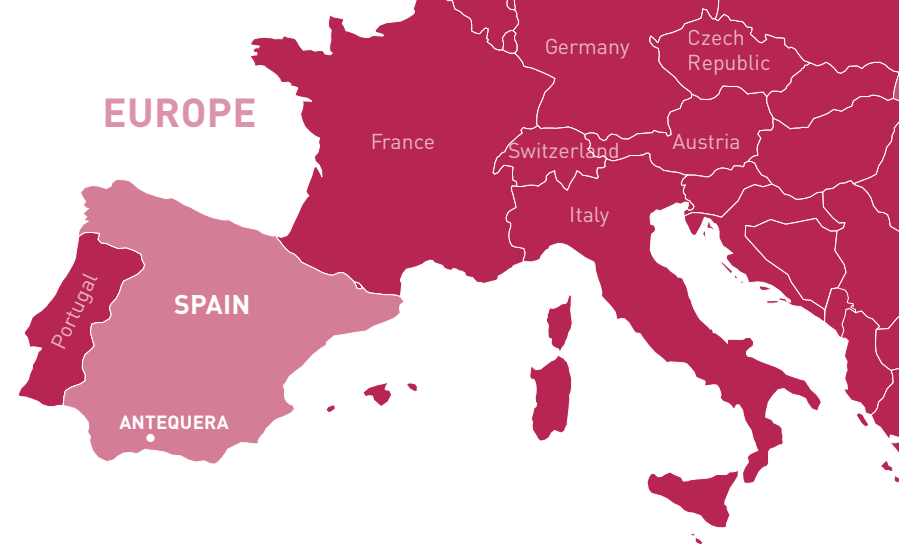 Germany
Czech
Republic
EUROPE
France
Switzerland
Austria
Italy
Portugal
SPAIN
ANTEQUERA